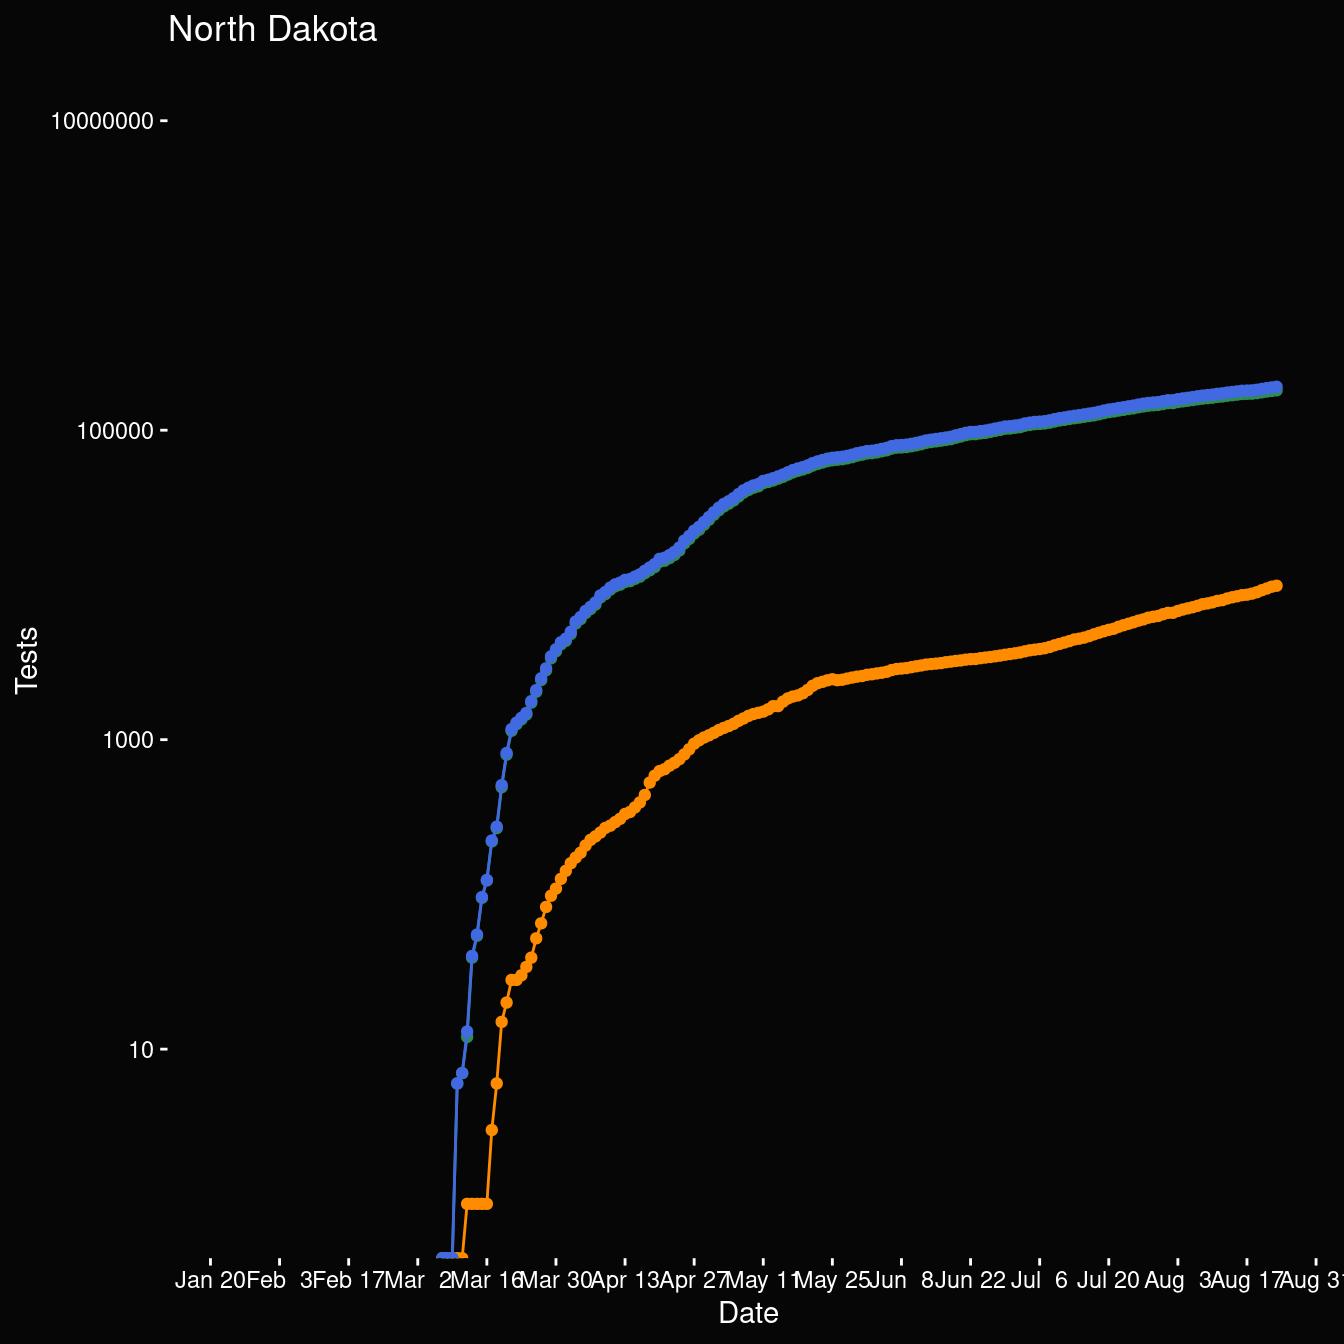 North Dakota
10000000
100000
1000
10
Tests
Jan 20 Feb 3 Feb 17 Mar 2 Mar 16 Mar 30 Apr 13 Apr 27 May 11 May 25 Jun 8 Jun 22 Jul 6 Jul 20 Aug 3 Aug 17 Aug 31
Date